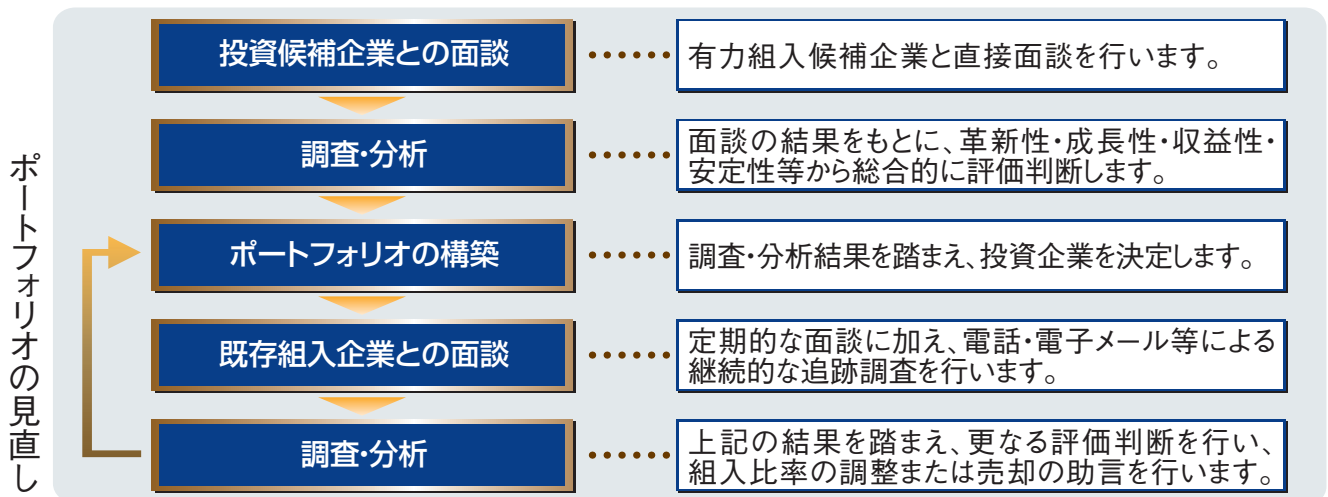 投資候補企業との面談
有力組入候補企業と直接面談を行います。
調査・分析
面談の結果をもとに、革新性・成長性・収益性・
安定性等から総合的に評価判断します。
ポートフォリオの構築
調査・分析結果を踏まえ、投資企業を決定します。
既存組入企業との面談
定期的な面談に加え、電話・電子メール等による
継続的な追跡調査を行います。
調査・分析
上記の結果を踏まえ、更なる評価判断を行い、
組入比率の調整または売却の助言を行います。
ポートフォリオの見直し